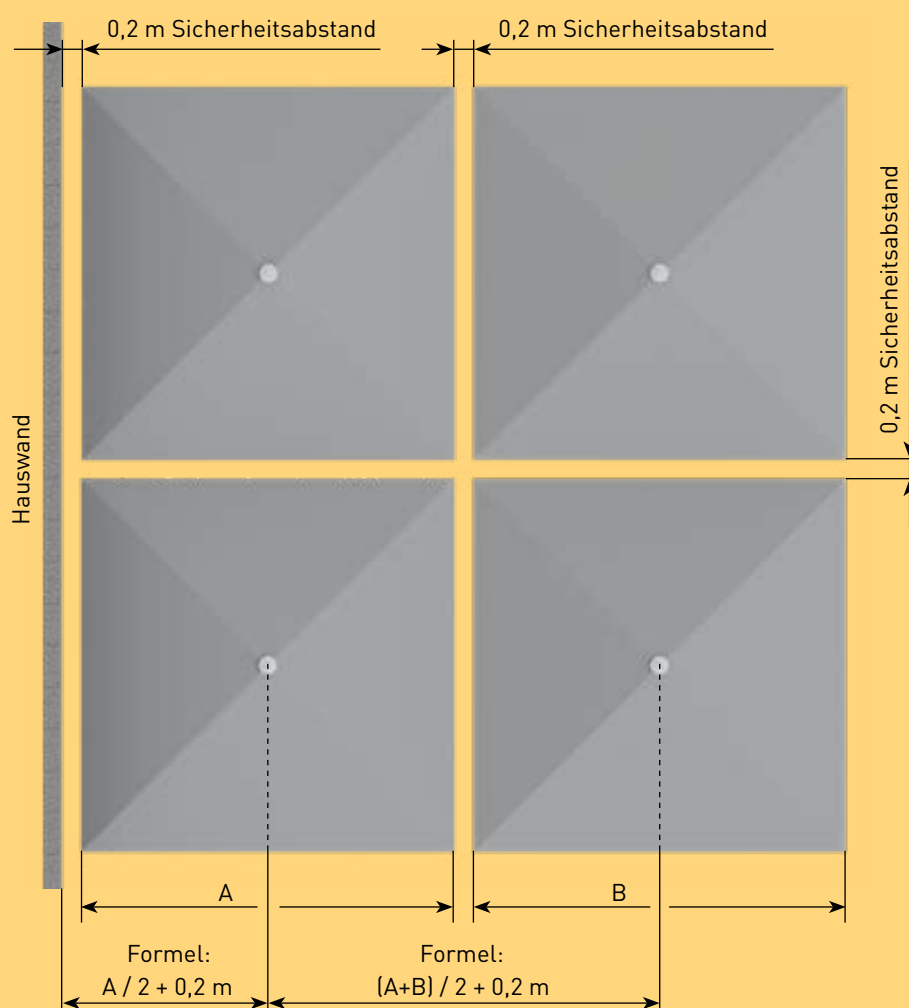 0,2 m Sicherheitsabstand
0,2 m Sicherheitsabstand
0,2 m Sicherheitsabstand
Hauswand
A
B
Formel:
A / 2 + 0,2 m
Formel:
(A+B) / 2 + 0,2 m